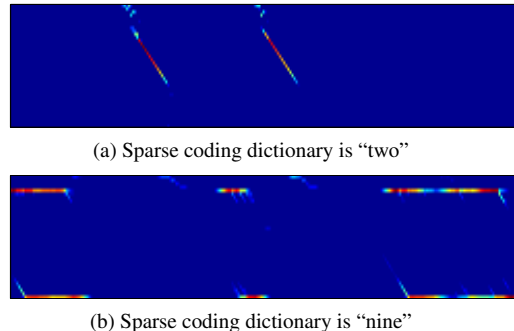 (a) Sparse coding dictionary is “two”
(b) Sparse coding dictionary is “nine”